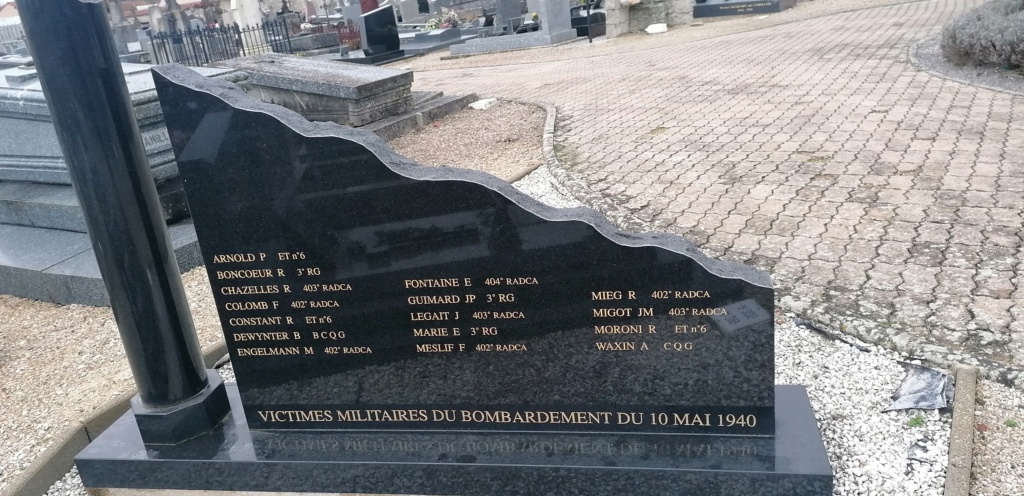 ARNOLD P ET n°6
BONCOEUR R 3° RG
CHAZELLES R 403° RADCA
COLOMB F 402° RADCA
CONSTANT R ET n°6
DEWYNTER B B C Q G
ENGELMANN M 402° RADCA
FONTAINE E 404° RADCA
GUIMARD JP 3° RG
LEGAIT J 403° RADCA
MARIE E 3° RG
MESLIF F 402° RADCA
MIEG R 402° RADCA
MIGOT JM 403° RADCA
MORONI R ET n°6
WAXIN A C Q G
VICTIMES MILITAIRES DU BOMBARDEMENT DU 10 MAI 1940